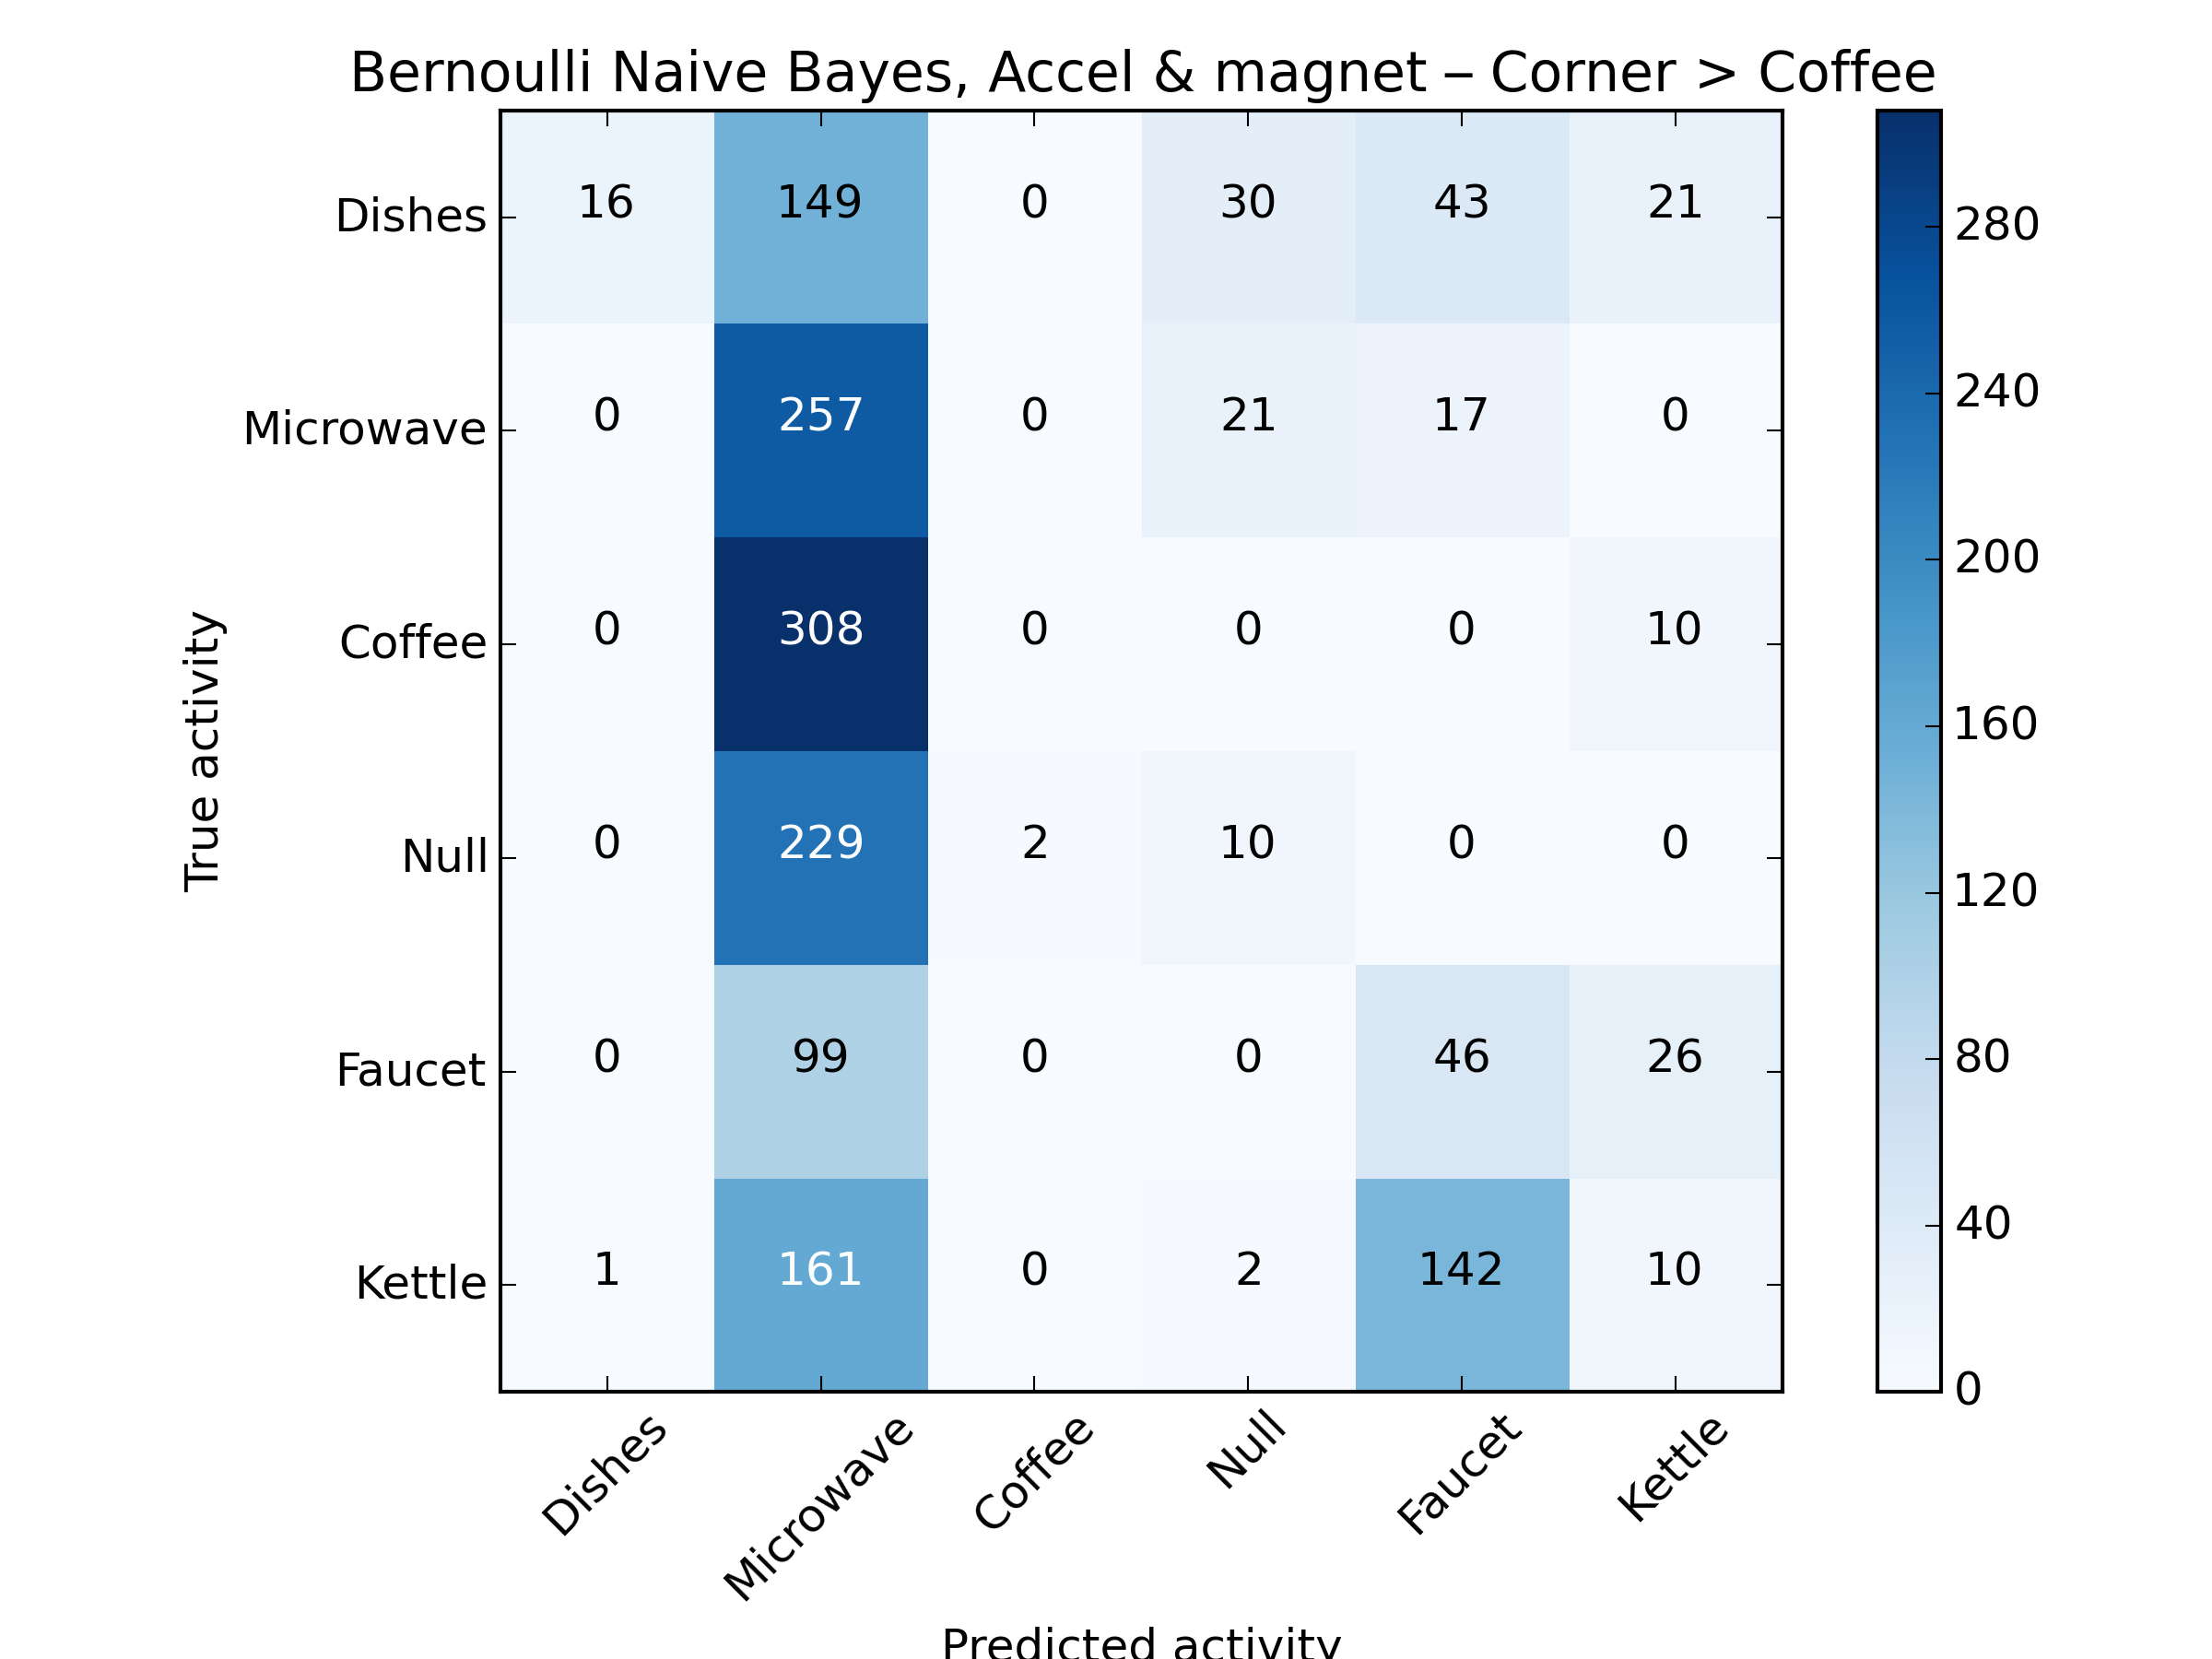 Bernoulli Naive Bayes, Accel & magnet – Corner > Coffee
Dishes 16 149 0 30 43 21
Microwave 0 257 0 21 17 0
Coffee 0 308 0 0 0 10
Null 0 229 2 10 0 0
Faucet 0 99 0 0 46 26
Kettle 1 161 0 2 142 10
True activity
Dishes Microwave Coffee Null Faucet Kettle
Predicted activity
280
240
200
160
120
80
40
0